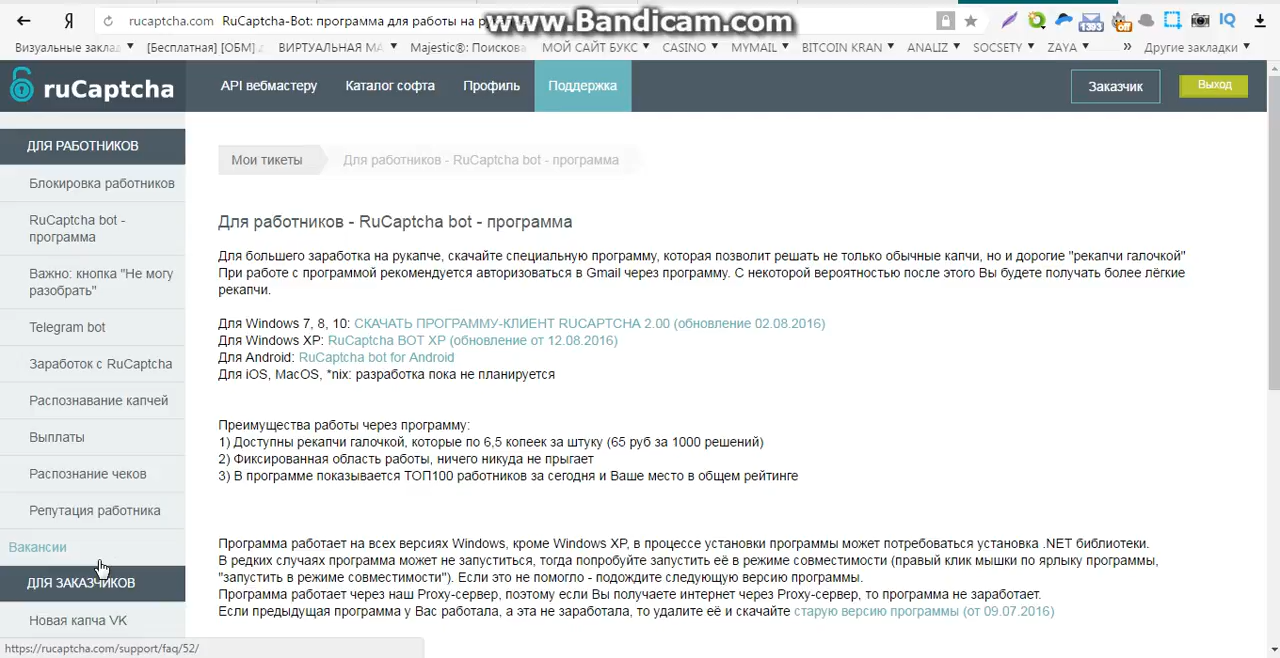 rucaptcha.com RuCaptcha-Bot: программа для работы на р
www.Bandicam.com
1393
off
IQ
Визуальные заклад
[Бесплатная] [ОБМ]
ВИРТУАЛЬНАЯ МА
Majestic®: Поискова
МОЙ САЙТ БУКС
CASINO
MYMAIL
BITCOIN KRAN
ANALIZ
SOCSETY
ZAYA
»
Другие закладки
ruCaptcha
API вебмастеру
Каталог софта
Профиль
Поддержка
Заказчик
Выход
ДЛЯ РАБОТНИКОВ
Блокировка работников
RuCaptcha bot -
программа
Важно: кнопка "Не могу
разобрать"
Telegram bot
Заработок с RuCaptcha
Распознавание капчей
Выплаты
Распознание чеков
Репутация работника
Вакансии
ДЛЯ ЗАКАЗЧИКОВ
Новая капча VK
https://rucaptcha.com/support/faq/52/
Мои тикеты
Для работников - RuCaptcha bot - программа
Для работников - RuCaptcha bot - программа
Для большего заработка на рукапче, скачайте специальную программу, которая позволит решать не только обычные капчи, но и дорогие "рекапчи галочкой"
При работе с программой рекомендуется авторизоваться в Gmail через программу. С некоторой вероятностью после этого Вы будете получать более лёгкие
рекапчи.
Для Windows 7, 8, 10: СКАЧАТЬ ПРОГРАММУ-КЛИЕНТ RUCAPTCHA 2.00 (обновление 02.08.2016)
Для Windows XP: RuCaptcha BOT XP (обновление от 12.08.2016)
Для Android: RuCaptcha bot for Android
Для iOS, MacOS, *nix: разработка пока не планируется
Преимущества работы через программу:
1) Доступны рекапчи галочкой, которые по 6,5 копеек за штуку (65 руб за 1000 решений)
2) Фиксированная область работы, ничего никуда не прыгает
3) В программе показывается ТОП100 работников за сегодня и Ваше место в общем рейтинге
Программа работает на всех версиях Windows, кроме Windows XP, в процессе установки программы может потребоваться установка .NET библиотеки.
В редких случаях программа может не запуститься, тогда попробуйте запустить её в режиме совместимости (правый клик мышки по ярлыку программы,
"запустить в режиме совместимости"). Если это не помогло - подождите следующую версию программы.
Программа работает через наш Proxy-сервер, поэтому если Вы получаете интернет через Proxy-сервер, то программа не заработает.
Если предыдущая программа у Вас работала, а эта не заработала, то удалите её и скачайте старую версию программы (от 09.07.2016)